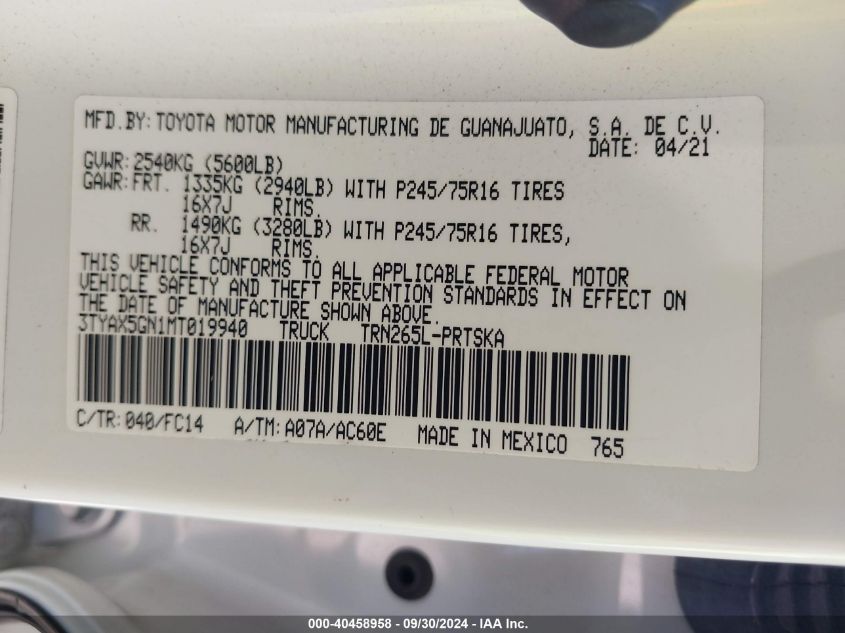 MFD.BY: TOYOTA MOTOR MANUFACTURING DE GUANAJUATO, S.A. DE C.V.
DATE: 04/21
GVWR: 2540KG (5600LB)
GAWR: FRT. 1335KG (2940LB) WITH P245/75R16 TIRES
16X7J RIMS.
RR. 1490KG (3280LB) WITH P245/75R16 TIRES,
16X7J RIMS.
THIS VEHICLE CONFORMS TO ALL APPLICABLE FEDERAL MOTOR
VEHICLE SAFETY AND THEFT PREVENTION STANDARDS IN EFFECT ON
THE DATE OF MANUFACTURE SHOWN ABOVE.
3TYAX5GN1MT019940 TRUCK TRN265L-PRTSKA
C/TR: 040/FC14 A/TM: A07A/AC60E MADE IN MEXICO 765
000-40458958 - 09/30/2024 - IAA Inc.